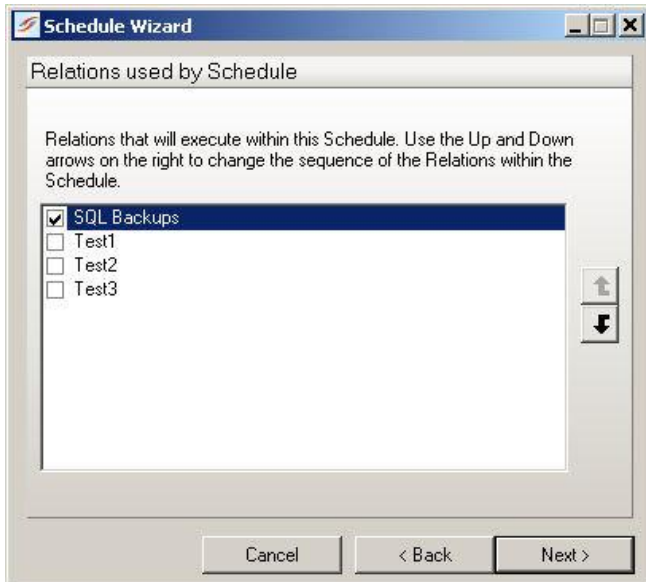 Schedule Wizard
Relations used by Schedule
Relations that will execute within this Schedule. Use the Up and Down
arrows on the right to change the sequence of the Relations within the
Schedule.
SQL Backups
Test1
Test2
Test3
Cancel
< Back
Next >